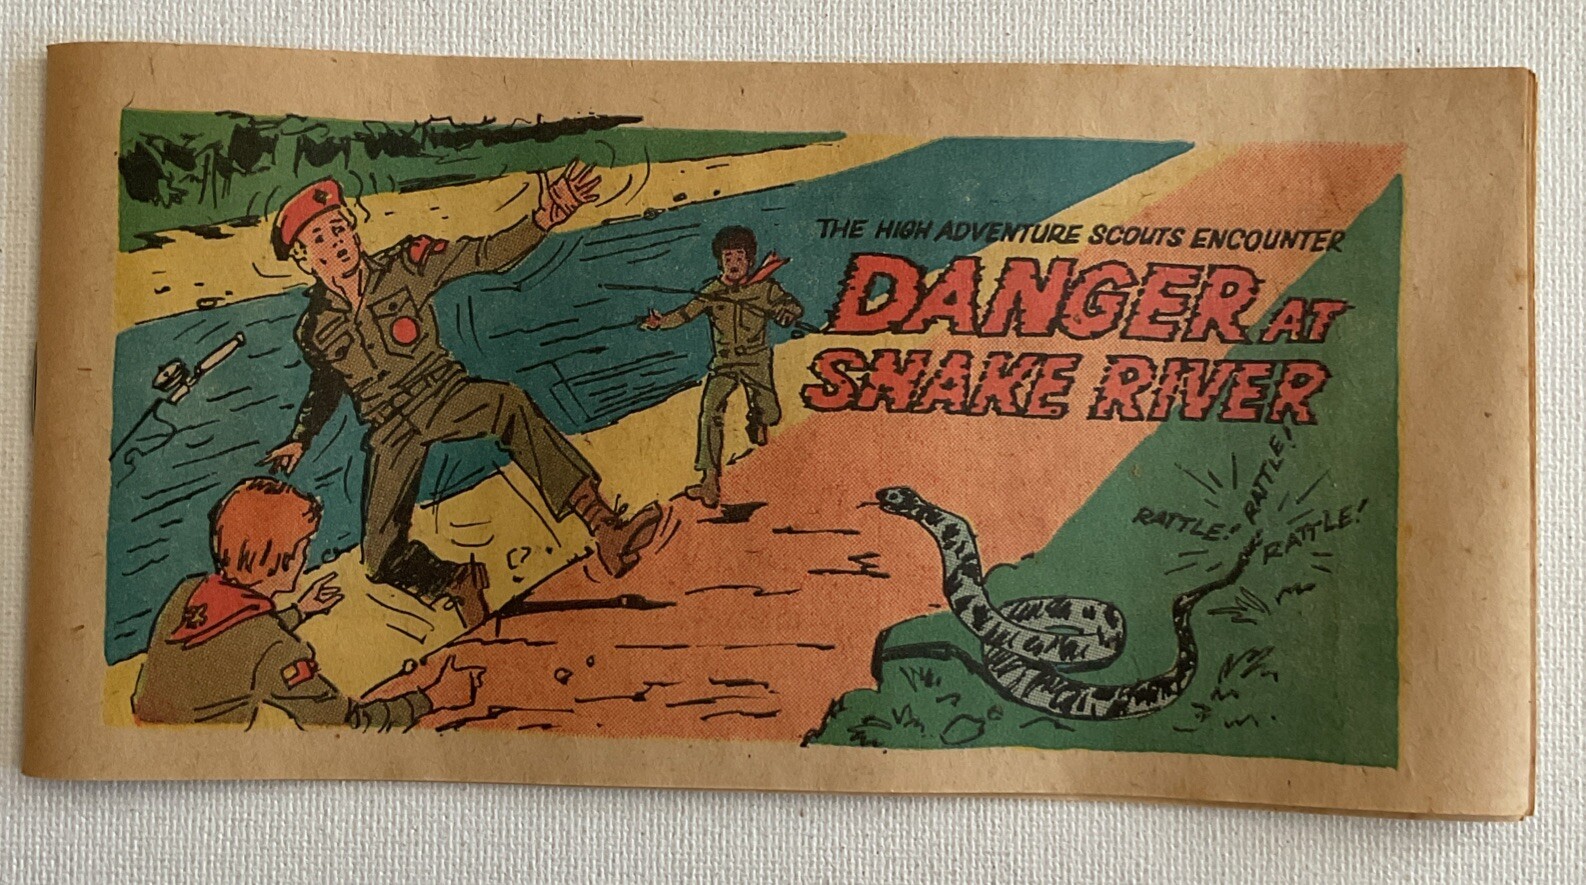 THE HIGH ADVENTURE SCOUTS ENCOUNTER
DANGER AT
SNAKE RIVER
RATTLE! RATTLE!
RATTLE!